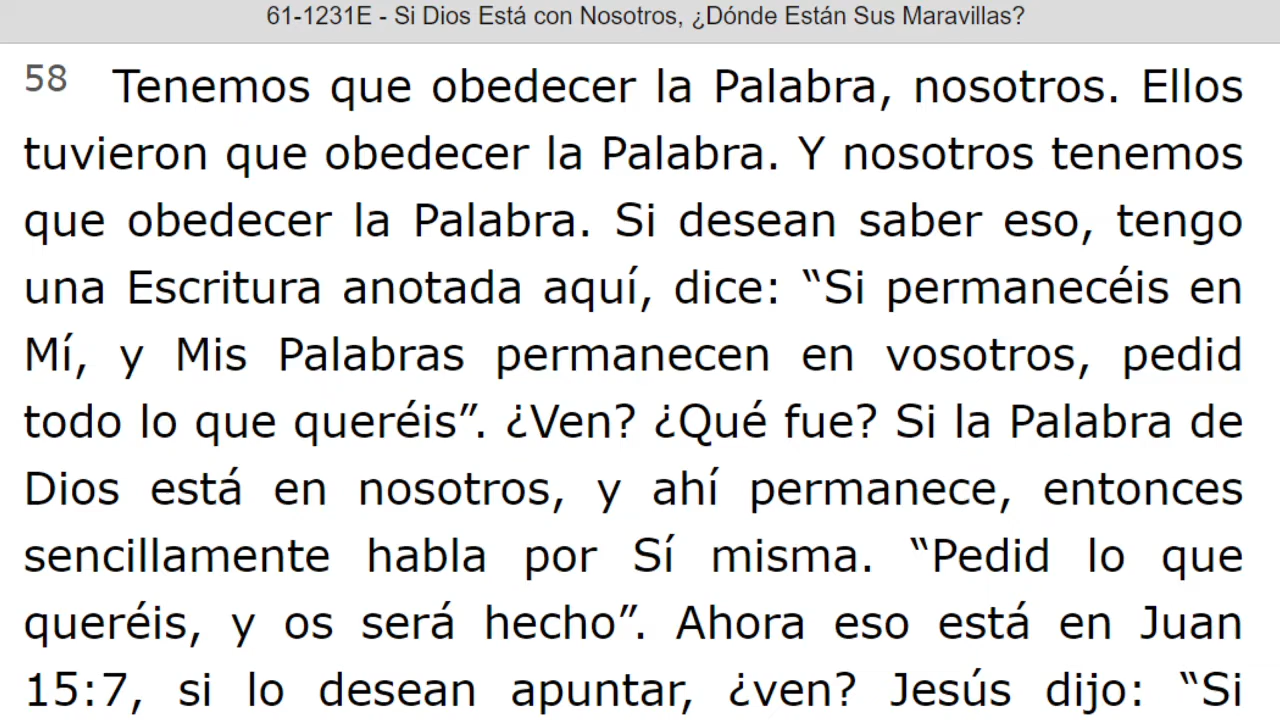 61-1231E - Si Dios Está con Nosotros, ¿Dónde Están Sus Maravillas?
58 Tenemos que obedecer la Palabra, nosotros. Ellos
tuvieron que obedecer la Palabra. Y nosotros tenemos
que obedecer la Palabra. Si desean saber eso, tengo
una Escritura anotada aquí, dice: “Si permanecéis en
Mí, y Mis Palabras permanecen en vosotros, pedid
todo lo que queréis”. ¿Ven? ¿Qué fue? Si la Palabra de
Dios está en nosotros, y ahí permanece, entonces
sencillamente habla por Sí misma. “Pedid lo que
queréis, y os será hecho”. Ahora eso está en Juan
15:7, si lo desean apuntar, ¿ven? Jesús dijo: “Si